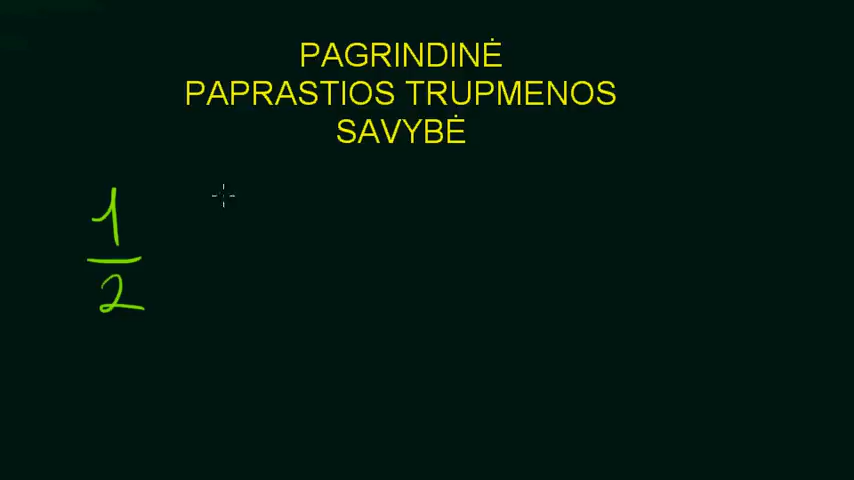 PAGRINDINĖ
PAPRASTIOS TRUPMENOS
SAVYBĖ
1
2